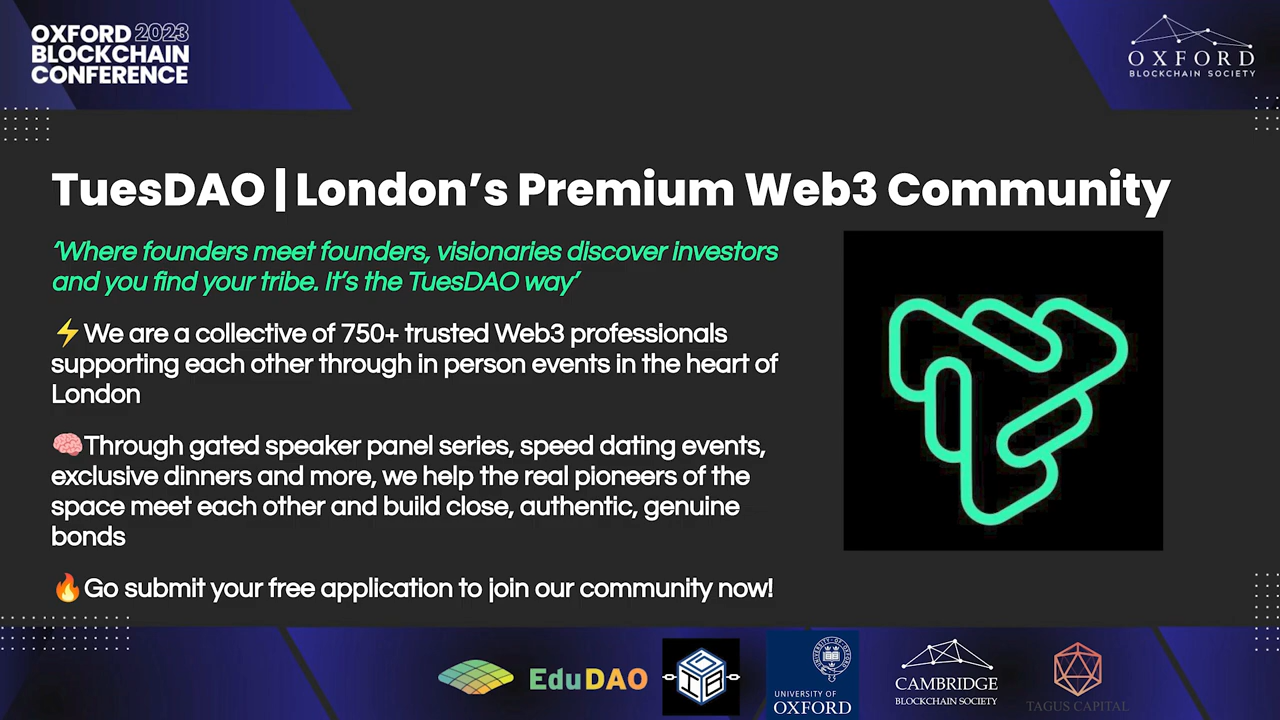 OXFORD 2023
BLOCKCHAIN
CONFERENCE
OXFORD
BLOCKCHAIN SOCIETY
TuesDAO | London’s Premium Web3 Community
‘Where founders meet founders, visionaries discover investors
and you find your tribe. It’s the TuesDAO way’
⚡We are a collective of 750+ trusted Web3 professionals
supporting each other through in person events in the heart of
London
🧠Through gated speaker panel series, speed dating events,
exclusive dinners and more, we help the real pioneers of the
space meet each other and build close, authentic, genuine
bonds
🔥Go submit your free application to join our community now!
EduDAO
UNIVERSITY OF
OXFORD
CAMBRIDGE
BLOCKCHAIN SOCIETY
TAGUS CAPITAL